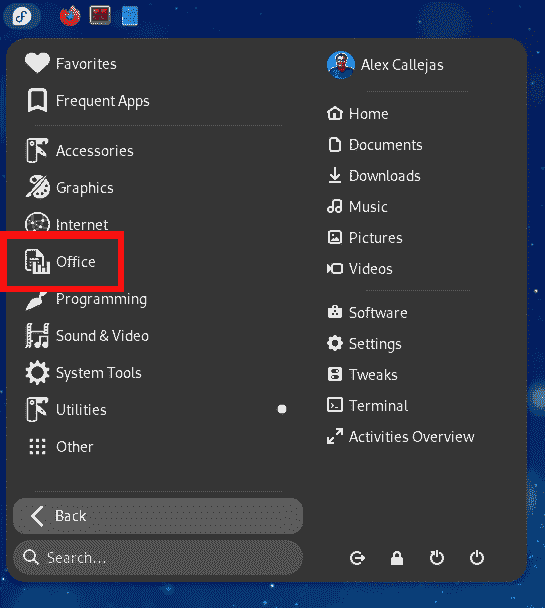 Favorites
Frequent Apps
Accessories
Graphics
Internet
Office
Programming
Sound & Video
System Tools
Utilities
Other
Back
Search...
Alex Callejas
Home
Documents
Downloads
Music
Pictures
Videos
Software
Settings
Tweaks
Terminal
Activities Overview